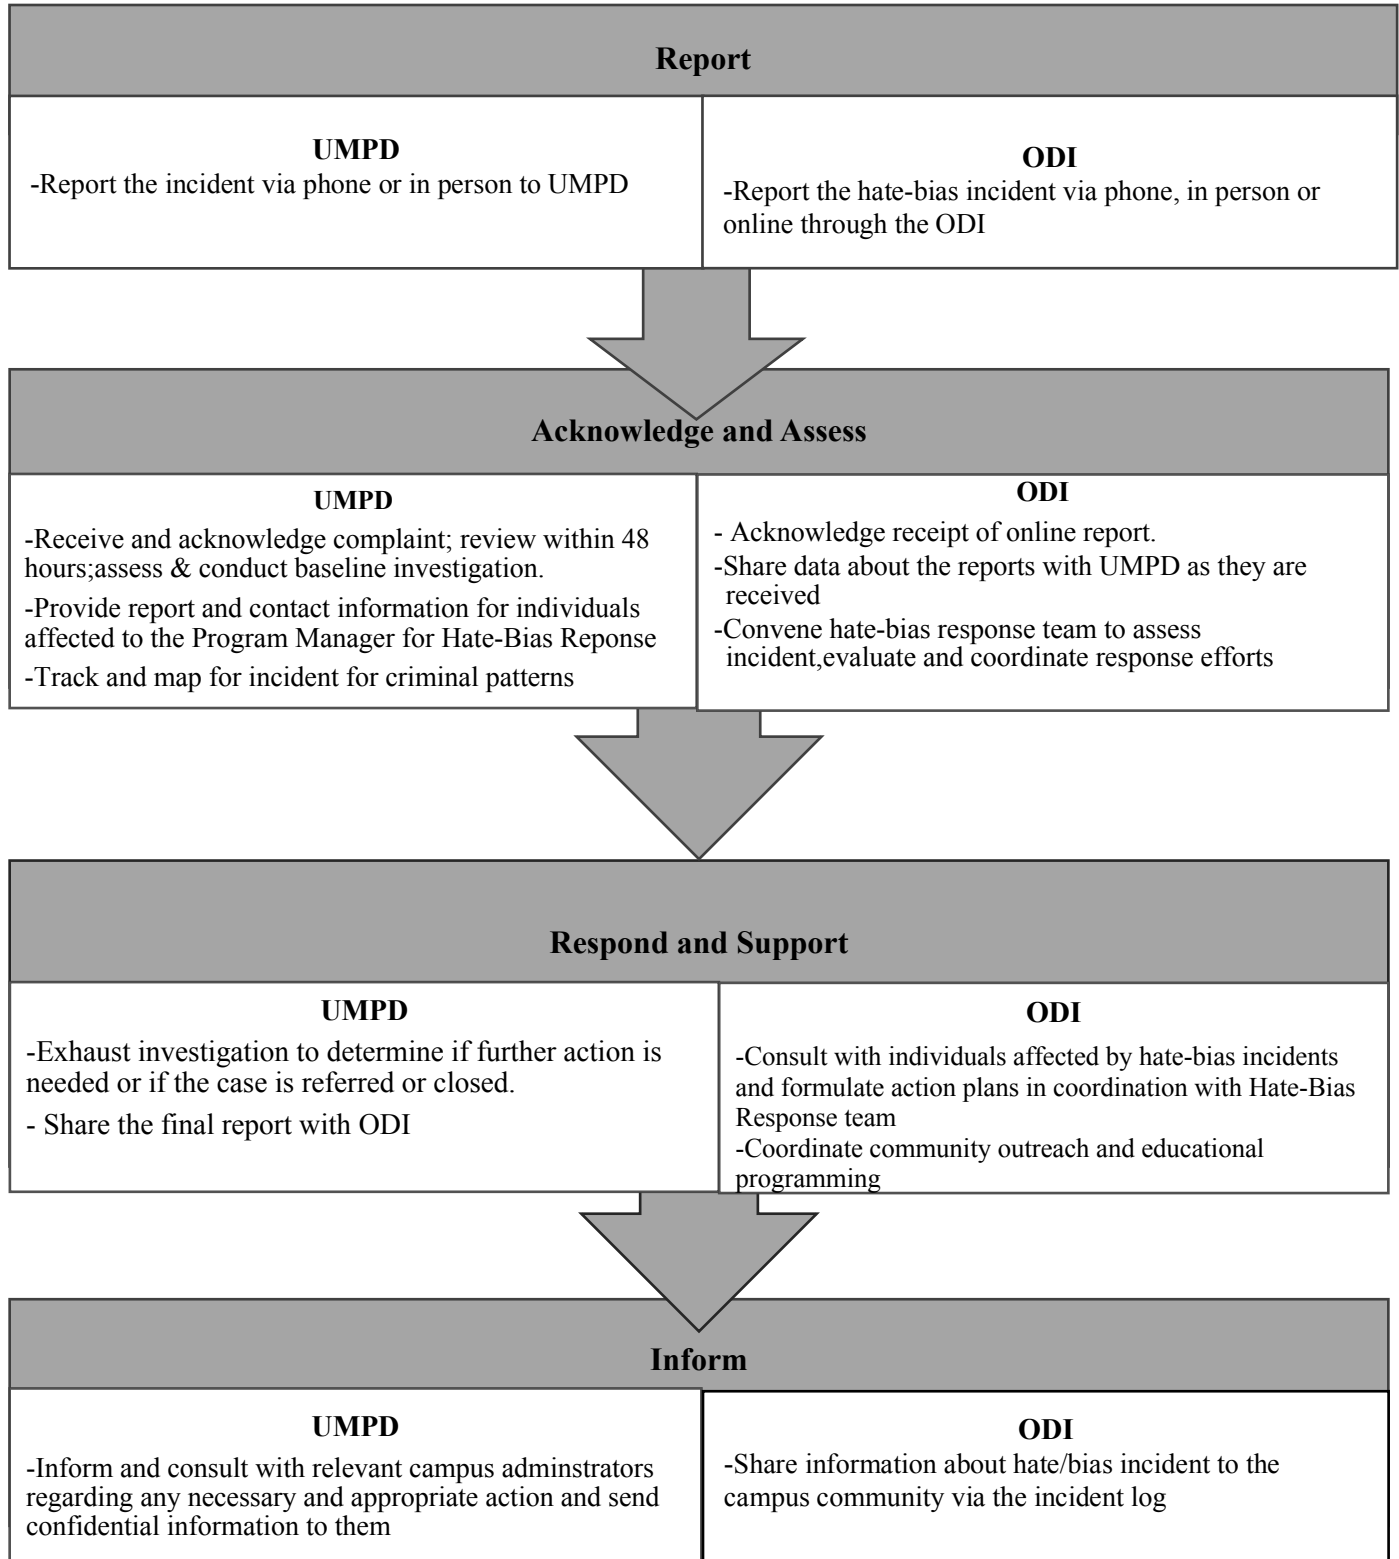 Report
UMPD
-Report the incident via phone or in person to UMPD
ODI
-Report the hate-bias incident via phone, in person or
online through the ODI
Acknowledge and Assess
UMPD
-Receive and acknowledge complaint; review within 48
hours;assess & conduct baseline investigation.
-Provide report and contact information for individuals
affected to the Program Manager for Hate-Bias Reponse
-Track and map for incident for criminal patterns
ODI
- Acknowledge receipt of online report.
-Share data about the reports with UMPD as they are
received
-Convene hate-bias response team to assess
incident,evaluate and coordinate response efforts
Respond and Support
UMPD
-Exhaust investigation to determine if further action is
needed or if the case is referred or closed.
- Share the final report with ODI
ODI
-Consult with individuals affected by hate-bias incidents
and formulate action plans in coordination with Hate-Bias
Response team
-Coordinate community outreach and educational
programming
Inform
UMPD
-Inform and consult with relevant campus adminstrators
regarding any necessary and appropriate action and send
confidential information to them
ODI
-Share information about hate/bias incident to the
campus community via the incident log